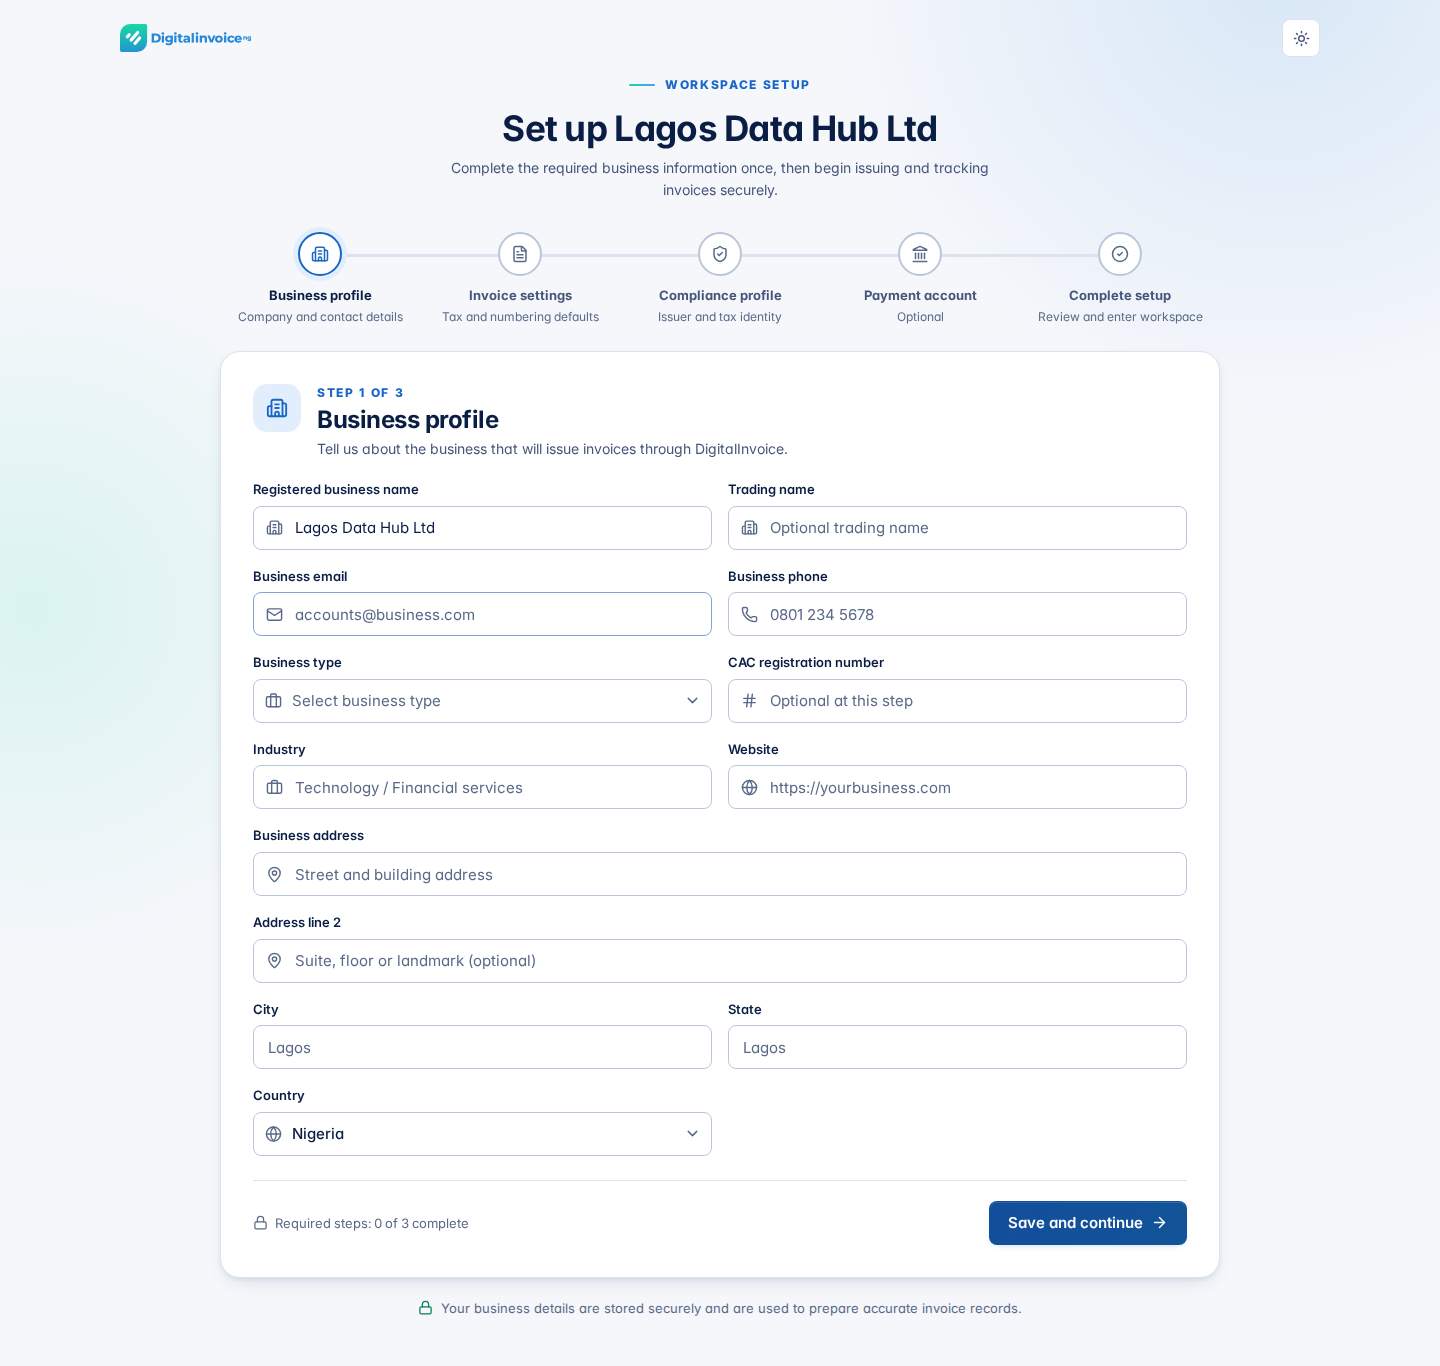 Digitalinvoice ng
WORKSPACE SETUP
Set up Lagos Data Hub Ltd
Complete the required business information once, then begin issuing and tracking
invoices securely.
Business profile
Company and contact details
Invoice settings
Tax and numbering defaults
Compliance profile
Issuer and tax identity
Payment account
Optional
Complete setup
Review and enter workspace
STEP 1 OF 3
Business profile
Tell us about the business that will issue invoices through DigitalInvoice.
Registered business name
Lagos Data Hub Ltd
Trading name
Optional trading name
Business email
accounts@business.com
Business phone
0801 234 5678
Business type
Select business type
CAC registration number
Optional at this step
Industry
Technology / Financial services
Website
https://yourbusiness.com
Business address
Street and building address
Address line 2
Suite, floor or landmark (optional)
City
Lagos
State
Lagos
Country
Nigeria
Required steps: 0 of 3 complete
Save and continue
Your business details are stored securely and are used to prepare accurate invoice records.